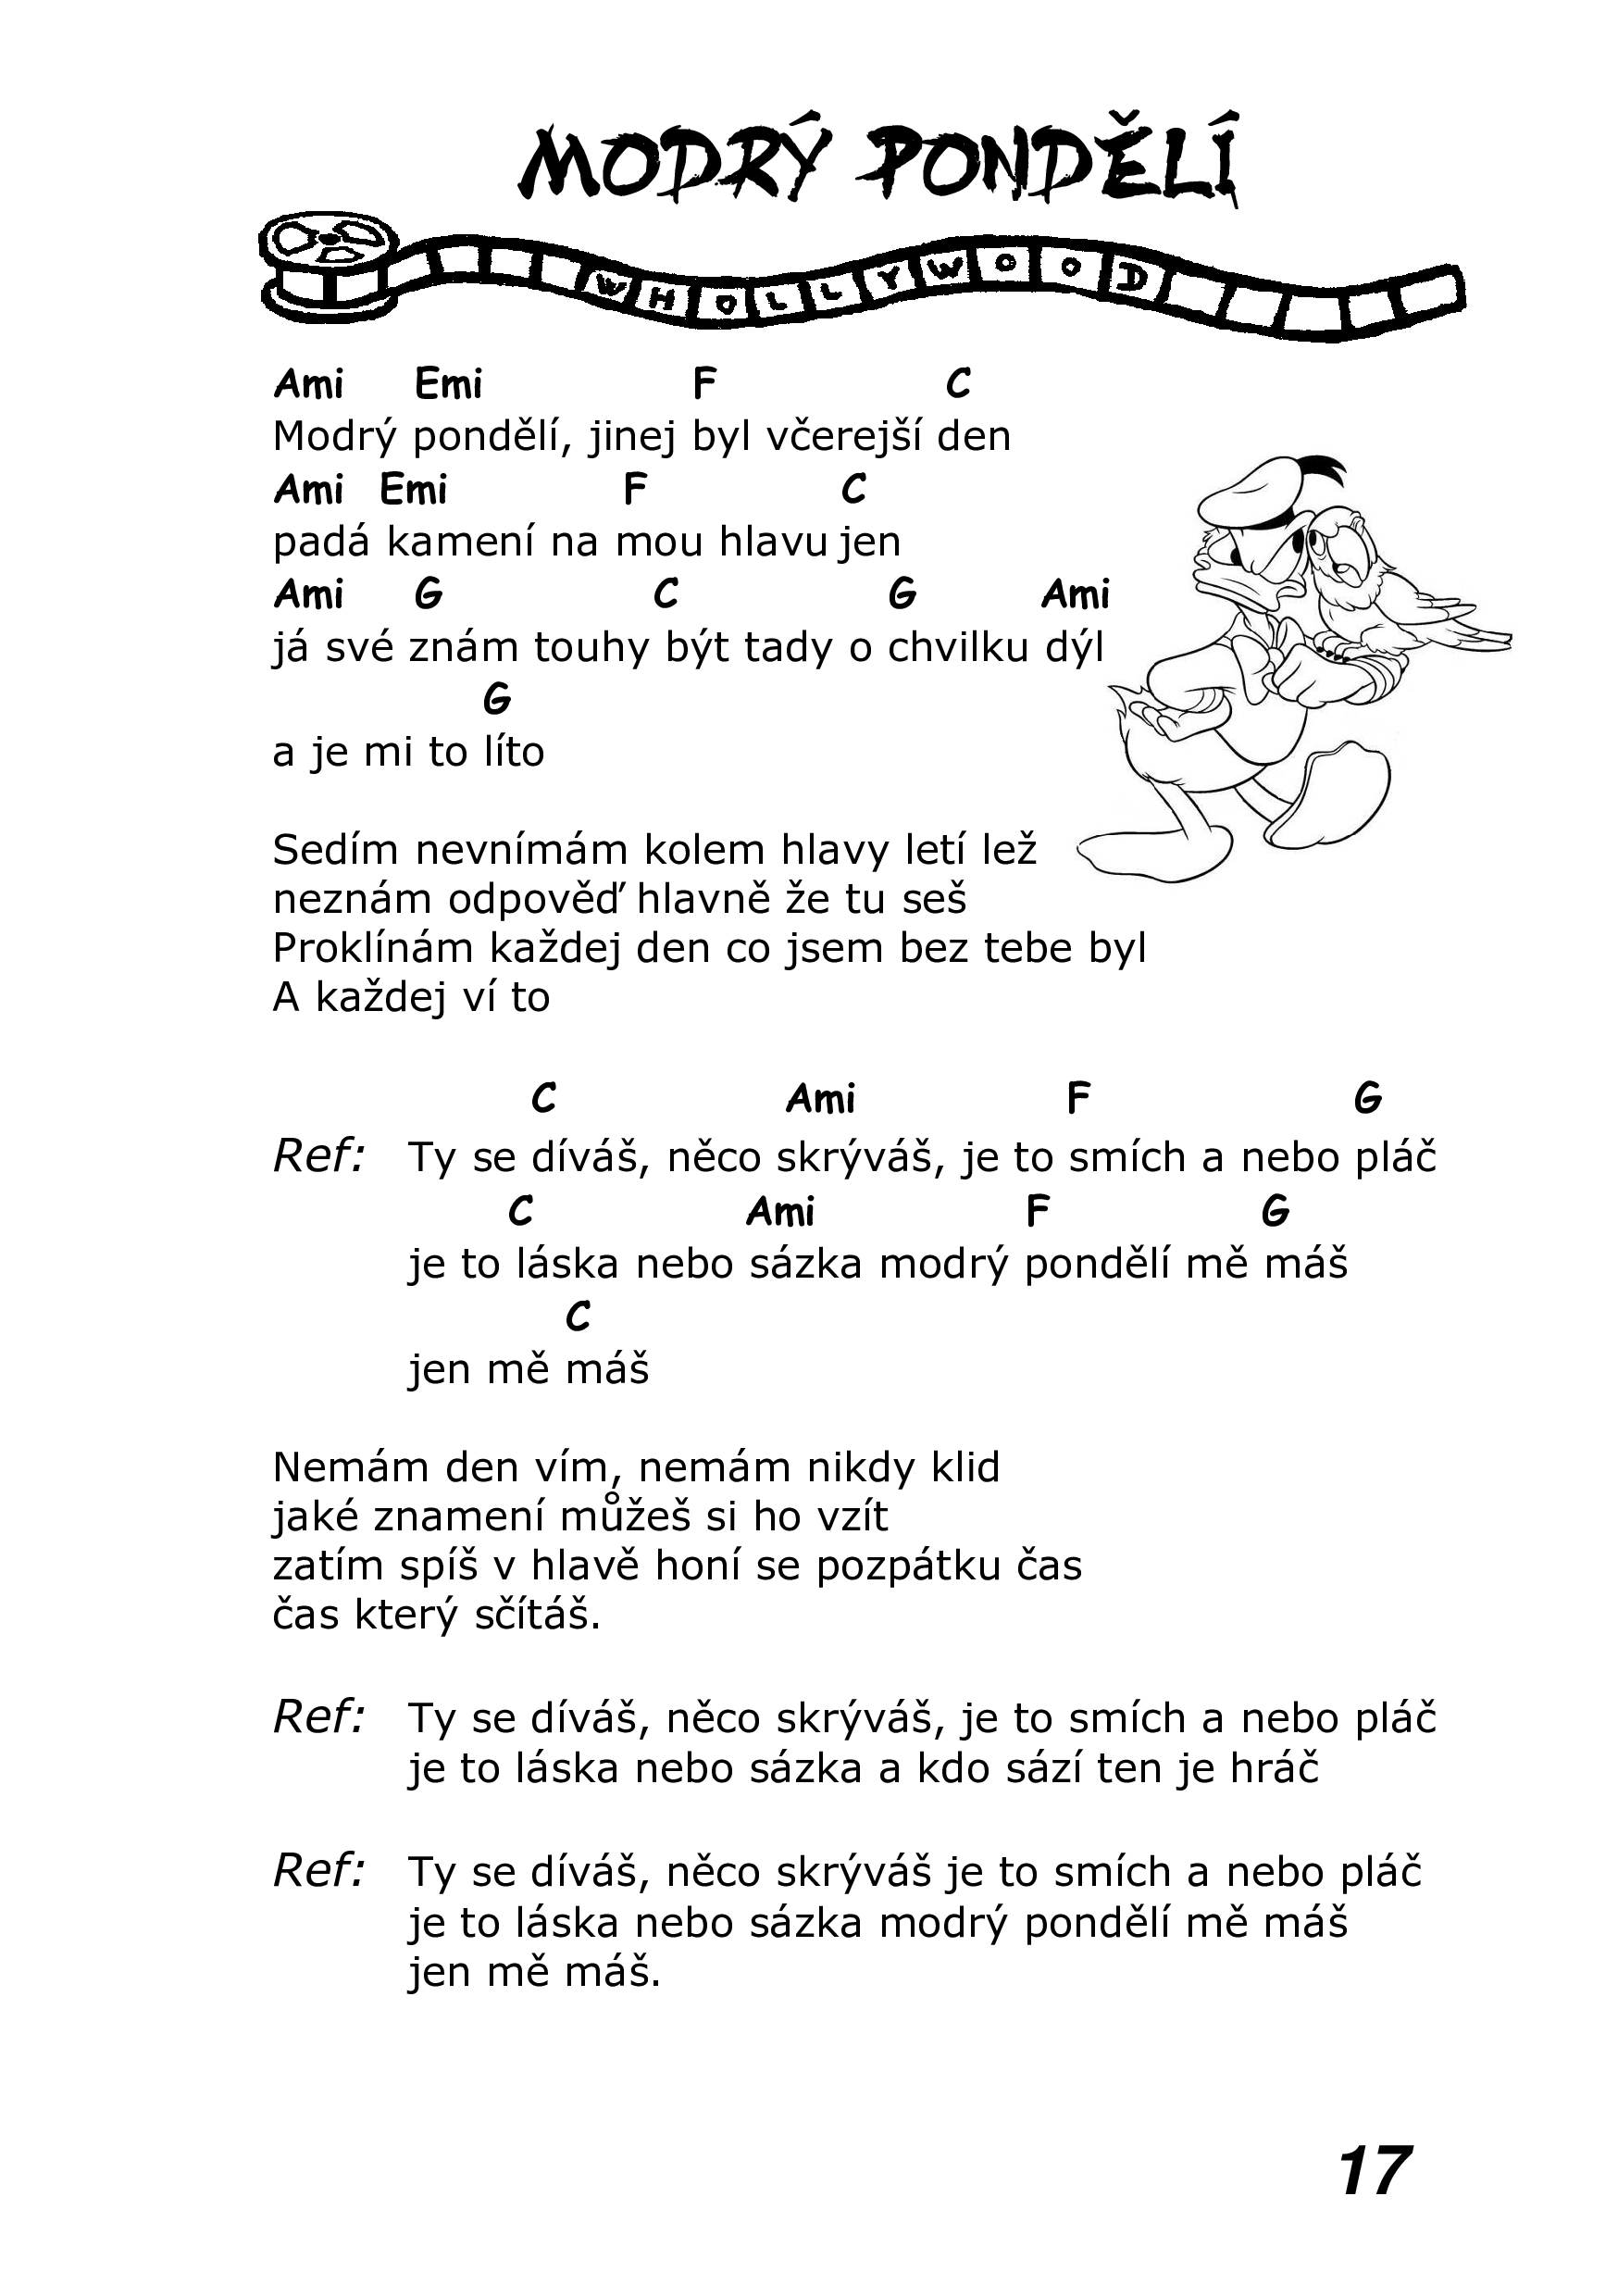 MODRÝ PONDĚLÍ
WHOLLYWOOD
Ami Emi F C
Modrý pondělí, jinej byl včerejší den
Ami Emi F C
padá kamení na mou hlavu jen
Ami G C G Ami
já své znám touhy být tady o chvilku dýl
G
a je mi to líto
Sedím nevnímám kolem hlavy letí lež
neznám odpověď hlavně že tu seš
Proklínám každej den co jsem bez tebe byl
A každej ví to
C Ami F G
Ref: Ty se díváš, něco skrýváš, je to smích a nebo pláč
C Ami F G
je to láska nebo sázka modrý pondělí mě máš
C
jen mě máš
Nemám den vím, nemám nikdy klid
jaké znamení můžeš si ho vzít
zatím spíš v hlavě honí se pozpátku čas
čas který sčítáš.
Ref: Ty se díváš, něco skrýváš, je to smích a nebo pláč
je to láska nebo sázka a kdo sází ten je hráč
Ref: Ty se díváš, něco skrýváš je to smích a nebo pláč
je to láska nebo sázka modrý pondělí mě máš
jen mě máš.
17